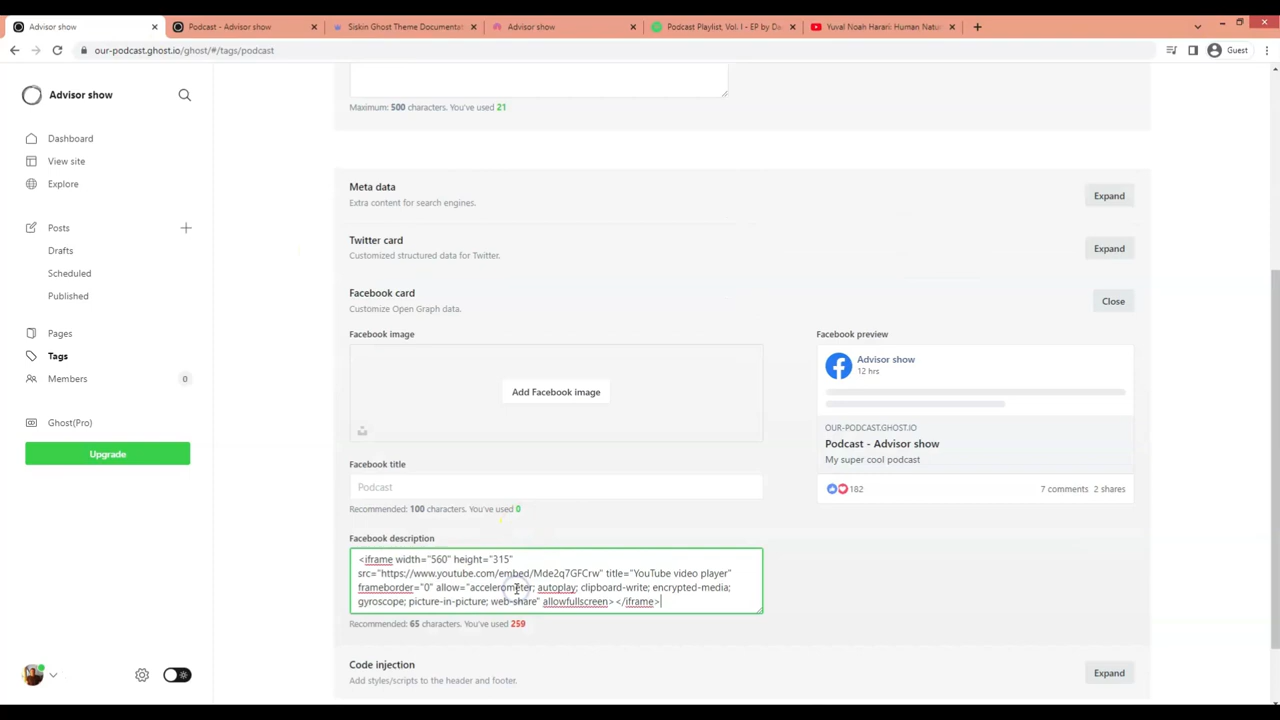 Advisor show
Podcast - Advisor show
Siskin Ghost Theme Documentat
Advisor show
Podcast Playlist, Vol. I - EP by De
Yuval Noah Harari: Human Natur
our-podcast.ghost.io/ghost/#/tags/podcast
Guest
Advisor show
Dashboard
View site
Explore
Posts
Drafts
Scheduled
Published
Pages
Tags
Members
0
Ghost(Pro)
Upgrade
Maximum: 500 characters. You've used 21
Meta data
Extra content for search engines.
Expand
Twitter card
Customized structured data for Twitter.
Expand
Facebook card
Customize Open Graph data.
Close
Facebook image
Add Facebook image
Facebook title
Podcast
Recommended: 100 characters. You've used 0
Facebook description
<iframe width="560" height="315"
src="https://www.youtube.com/embed/Mde2q7GFCrw" title="YouTube video player"
frameborder="0" allow="accelerometer; autoplay; clipboard-write; encrypted-media;
gyroscope; picture-in-picture; web-share" allowfullscreen></iframe>
Recommended: 65 characters. You've used 259
Facebook preview
Advisor show
12 hrs
OUR-PODCAST.GHOST.IO
Podcast - Advisor show
My super cool podcast
182
7 comments 2 shares
Code injection
Add styles/scripts to the header and footer.
Expand